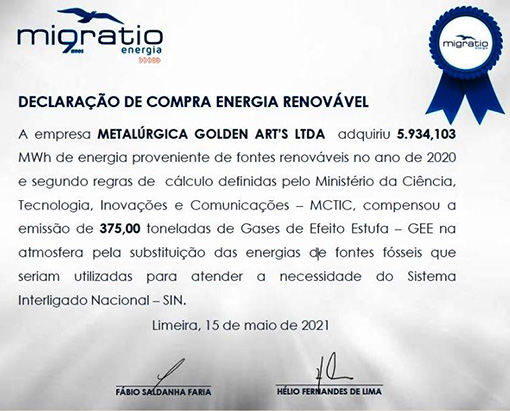 migratio
9 anos energia
migratio
energia
DECLARAÇÃO DE COMPRA ENERGIA RENOVÁVEL
A empresa METALÚRGICA GOLDEN ART'S LTDA adquiriu 5.934,103
MWh de energia proveniente de fontes renováveis no ano de 2020
e segundo regras de cálculo definidas pelo Ministério da Ciência,
Tecnologia, Inovações e Comunicações – MCTIC, compensou a
emissão de 375,00 toneladas de Gases de Efeito Estufa – GEE na
atmosfera pela substituição das energias de fontes fósseis que
seriam utilizadas para atender a necessidade do Sistema
Interligado Nacional – SIN.
Limeira, 15 de maio de 2021
FÁBIO SALDANHA FARIA
HÉLIO FERNANDES DE LIMA